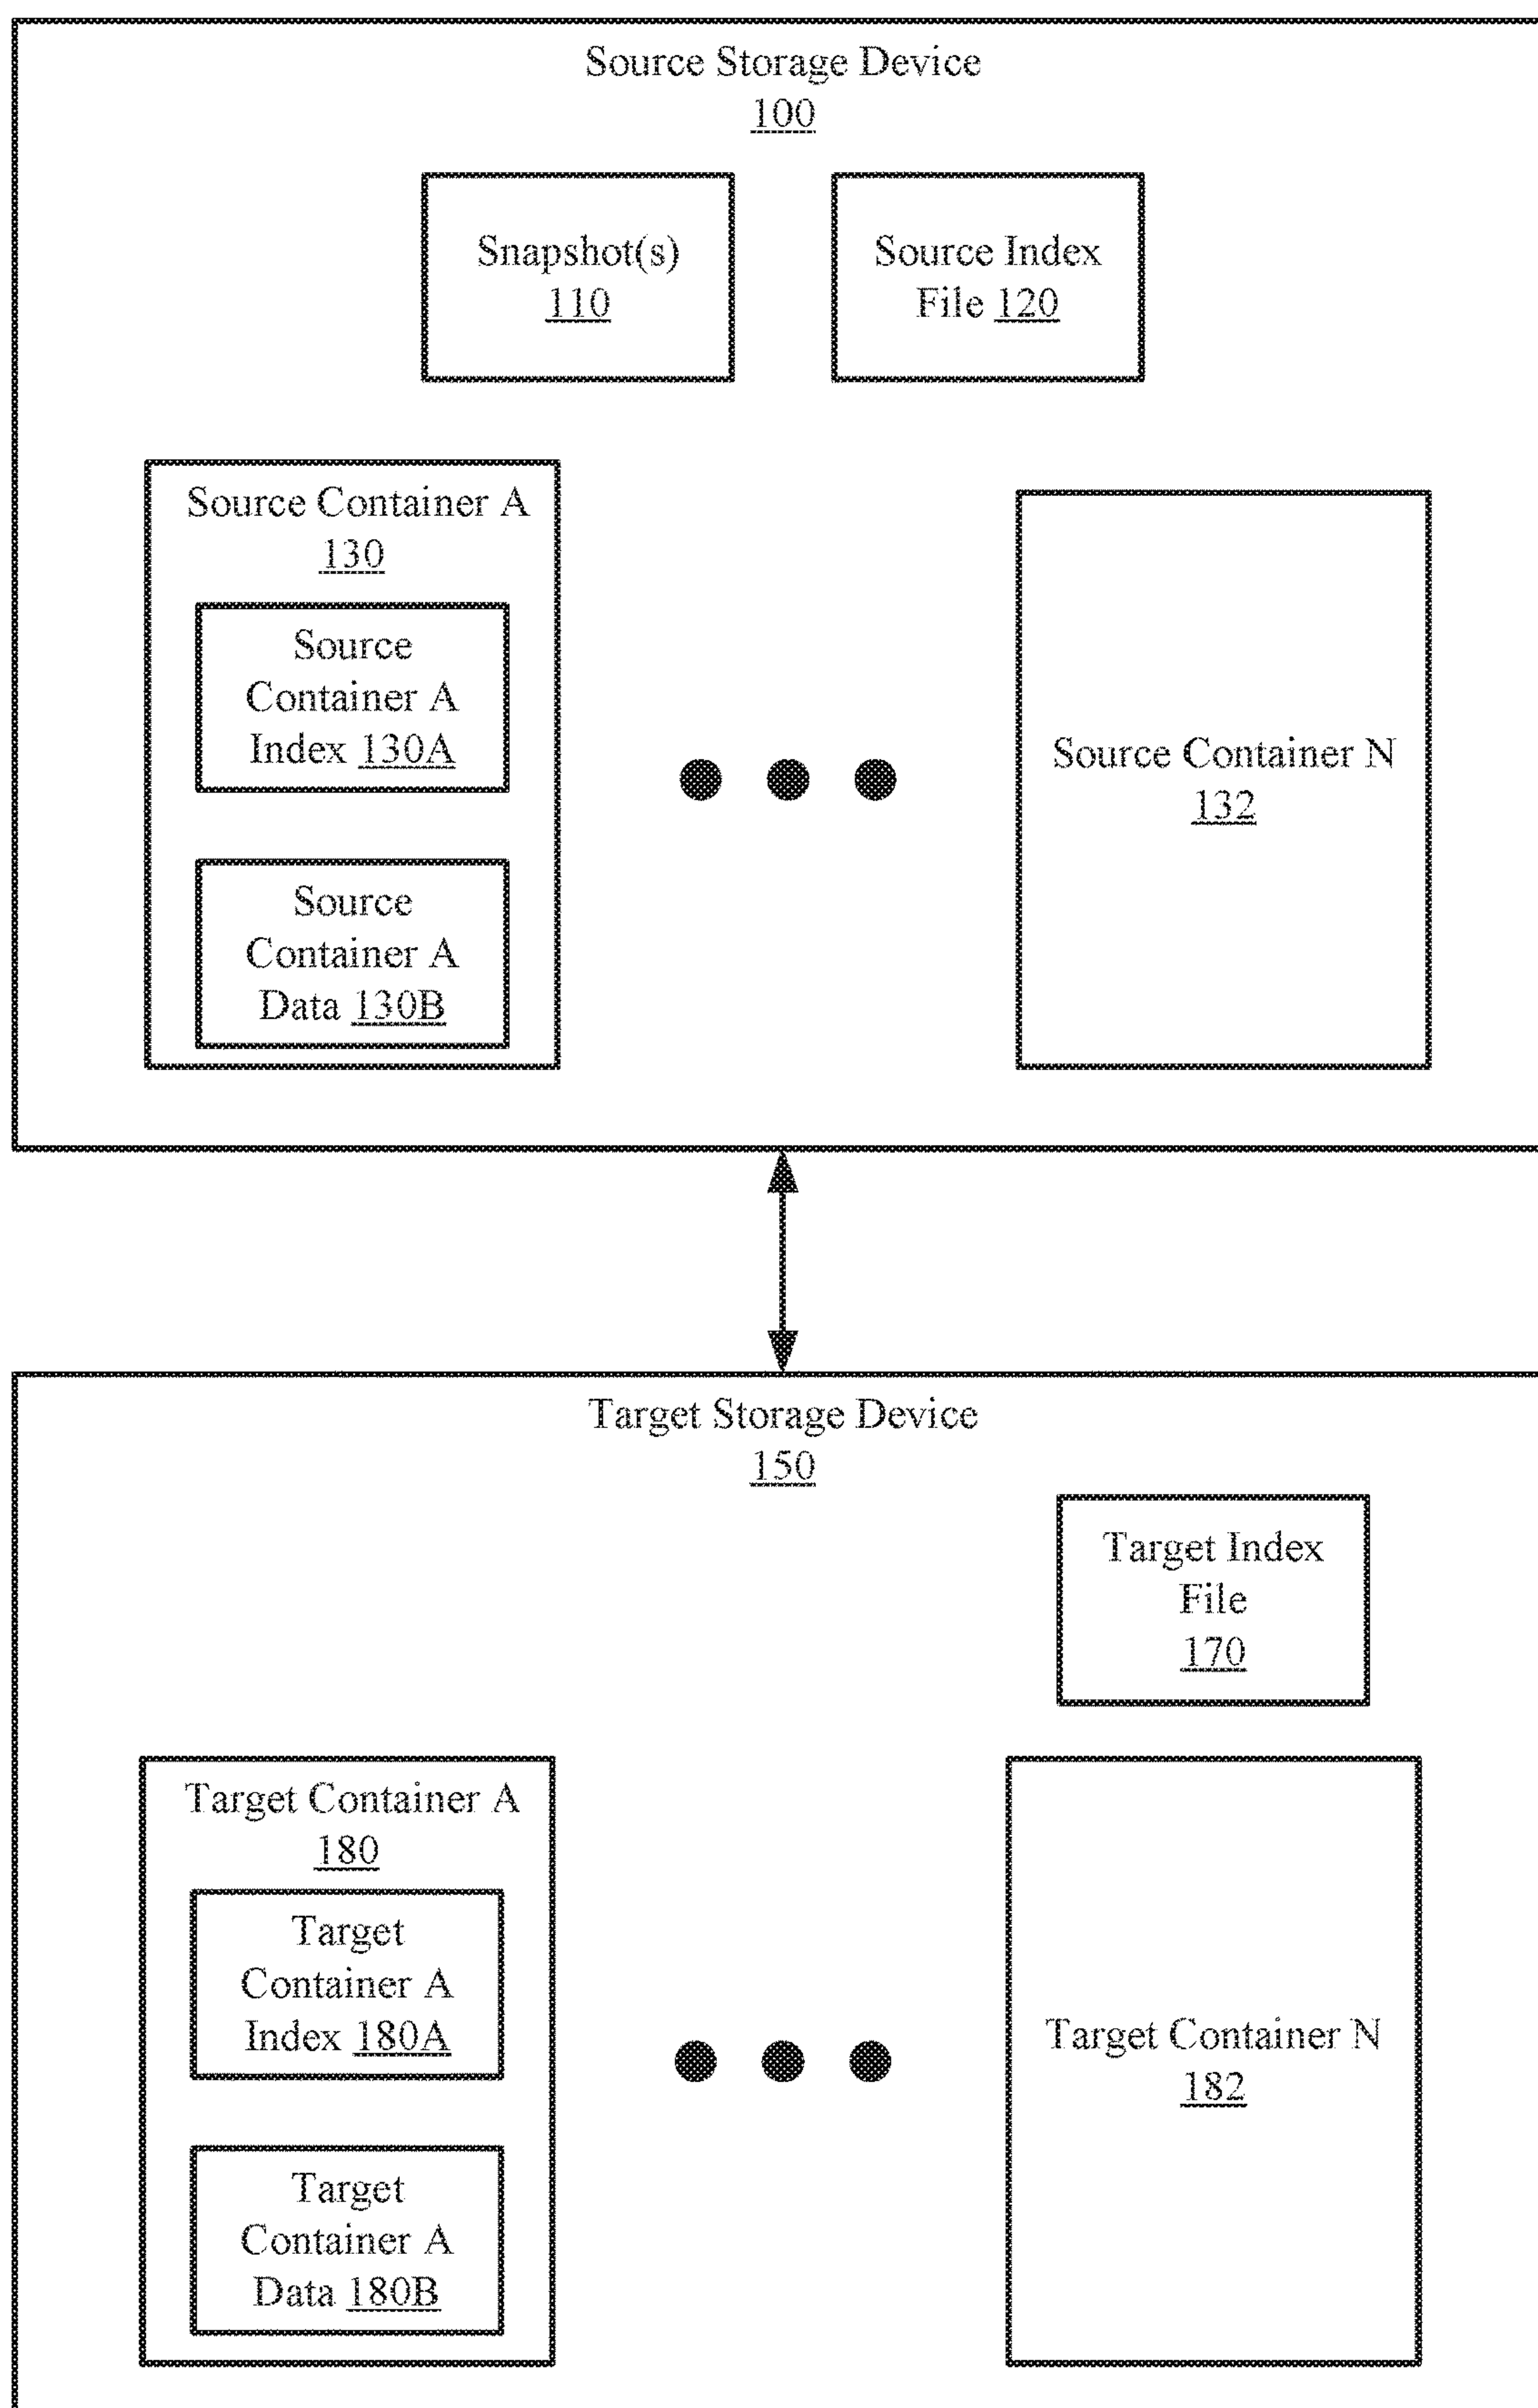 Source Storage Device
100
Snapshot(s)
110
Source Index
File 120
Source Container A
130
Source
Container A
Index 130A
Source
Container A
Data 130B
Source Container N
132
Target Storage Device
150
Target Index
File
170
Target Container A
180
Target
Container A
Index 180A
Target
Container A
Data 180B
Target Container N
182